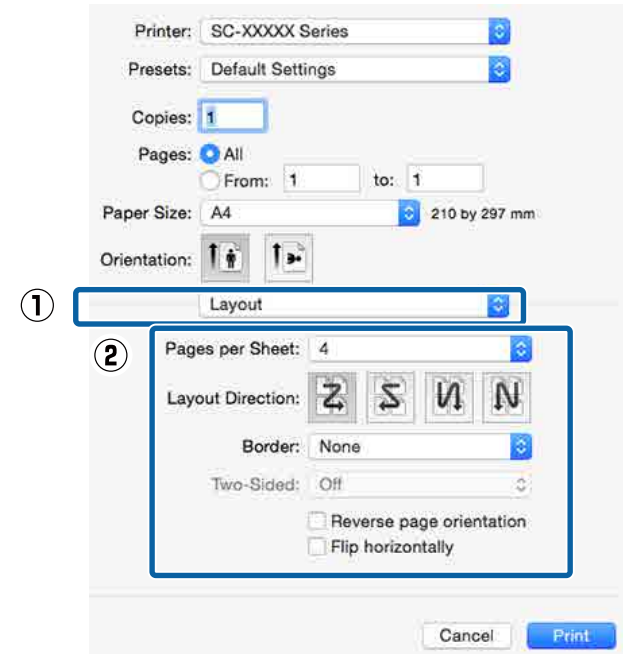 Printer: SC-XXXXX Series
Presets: Default Settings
Copies: 1
Pages: All
From: 1 to: 1
Paper Size: A4 210 by 297 mm
Orientation:
① Layout
② Pages per Sheet: 4
Layout Direction:
Border: None
Two-Sided: Off
Reverse page orientation
Flip horizontally
Cancel Print